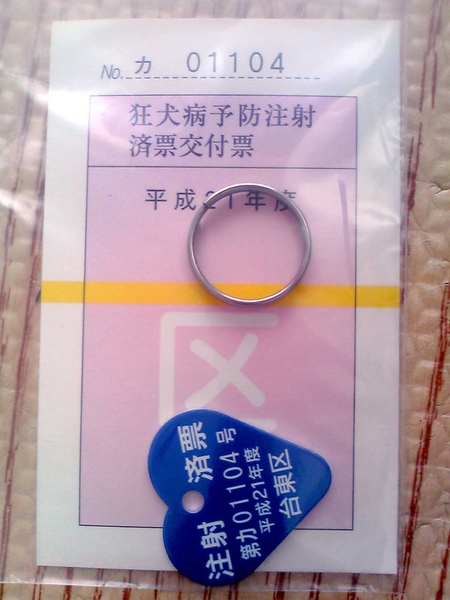 No. カ 01104
狂犬病予防注射
済票交付票
平成21年度
区
注射 済票
第カ01104号
平成21年度
台東区